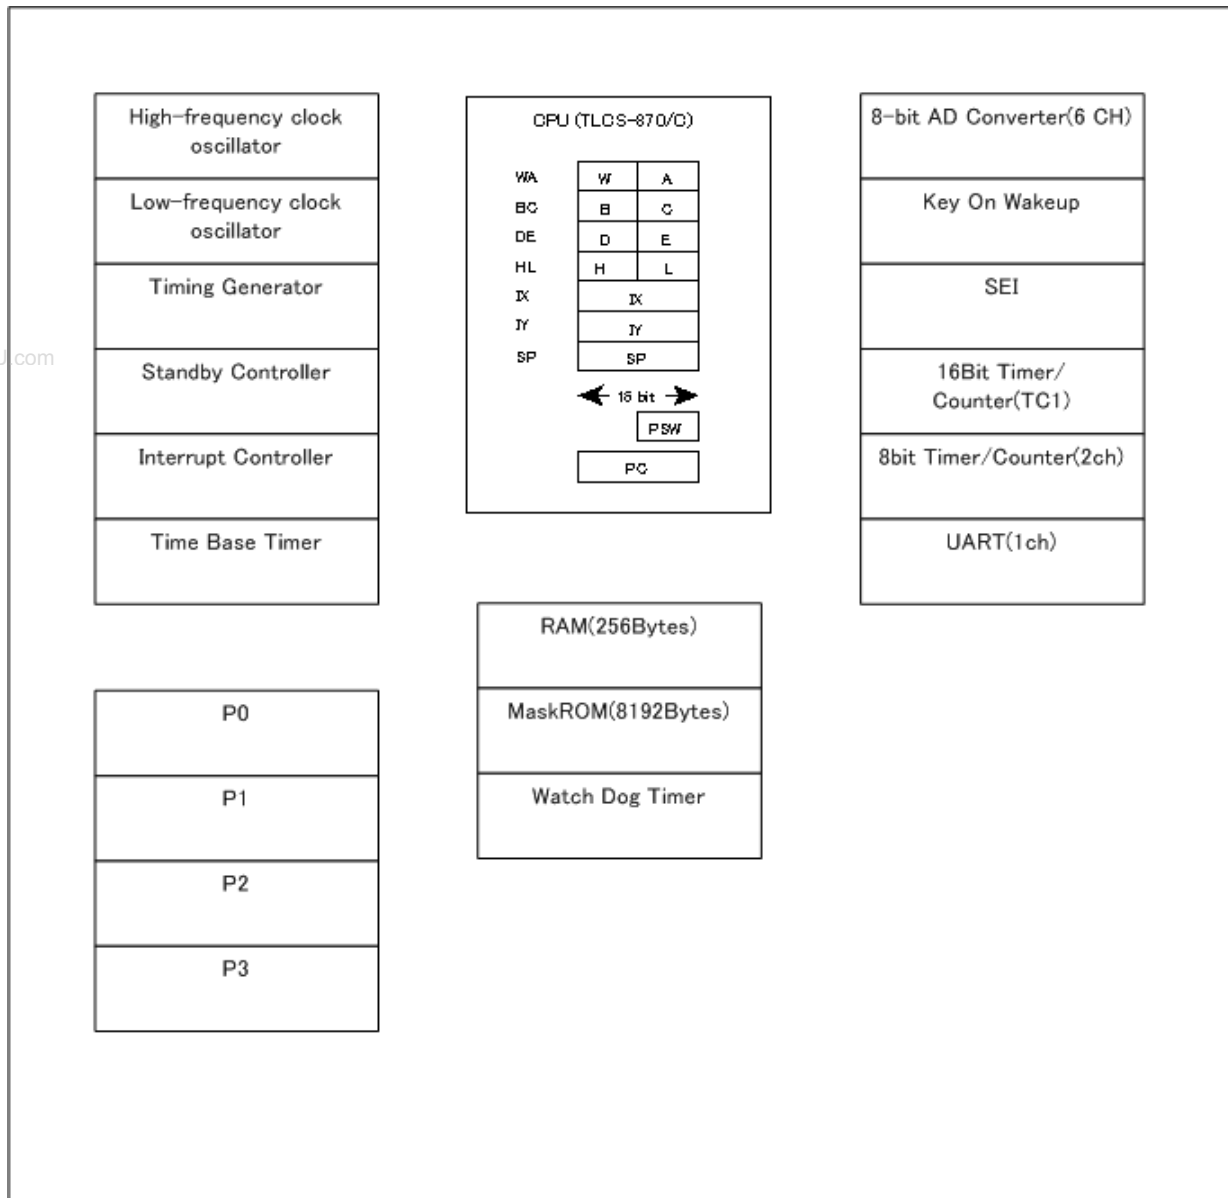 High-frequency clock
oscillator
Low-frequency clock
oscillator
Timing Generator
Standby Controller
Interrupt Controller
Time Base Timer
P0
P1
P2
P3
CPU (TLCS-870/C)
WA W A
BC B C
DE D E
HL H L
IX IX
IY IY
SP SP
16 bit
PSW
PC
RAM(256Bytes)
MaskROM(8192Bytes)
Watch Dog Timer
8-bit AD Converter(6 CH)
Key On Wakeup
SEI
16Bit Timer/
Counter(TC1)
8bit Timer/Counter(2ch)
UART(1ch)
.com